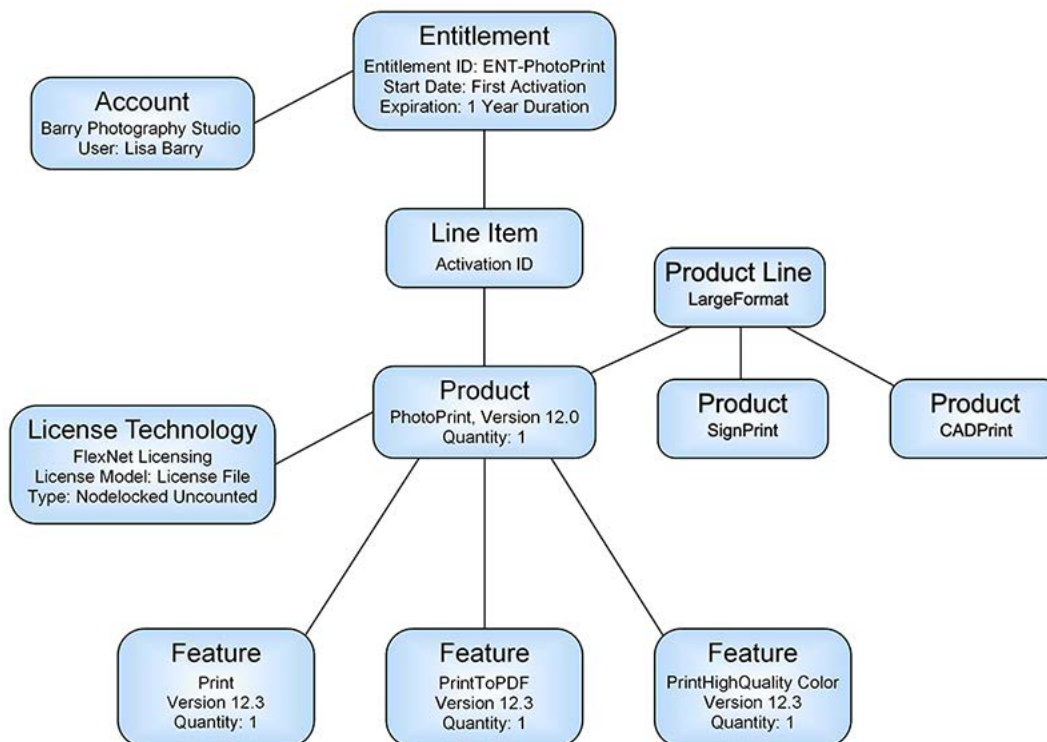 Entitlement
Entitlement ID: ENT-PhotoPrint
Start Date: First Activation
Expiration: 1 Year Duration
Account
Barry Photography Studio
User: Lisa Barry
Line Item
Activation ID
Product Line
LargeFormat
Product
PhotoPrint, Version 12.0
Quantity: 1
Product
SignPrint
Product
CADPrint
License Technology
FlexNet Licensing
License Model: License File
Type: Nodelocked Uncounted
Feature
Print
Version 12.3
Quantity: 1
Feature
PrintToPDF
Version 12.3
Quantity: 1
Feature
PrintHighQuality Color
Version 12.3
Quantity: 1